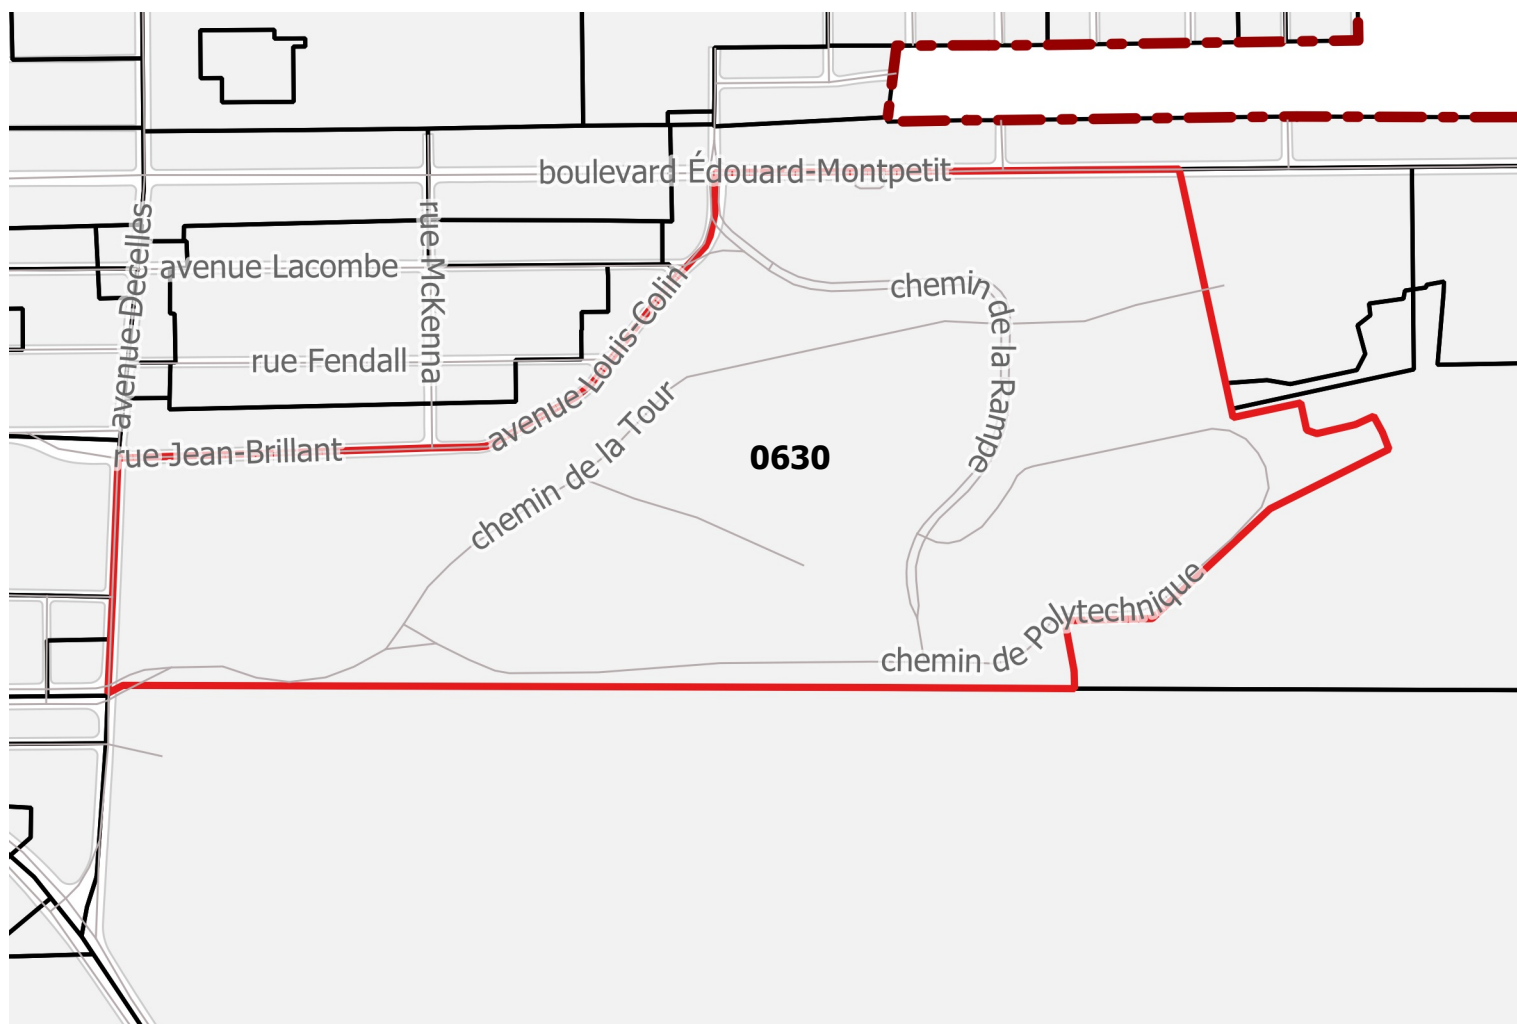 boulevard Édouard-Montpetit
avenue Decelles
rue McKenna
avenue Lacombe
chemin de la Rampe
avenue Louis-Colin
rue Fendall
chemin de la Tour
rue Jean-Brillant
0630
chemin de Polytechnique